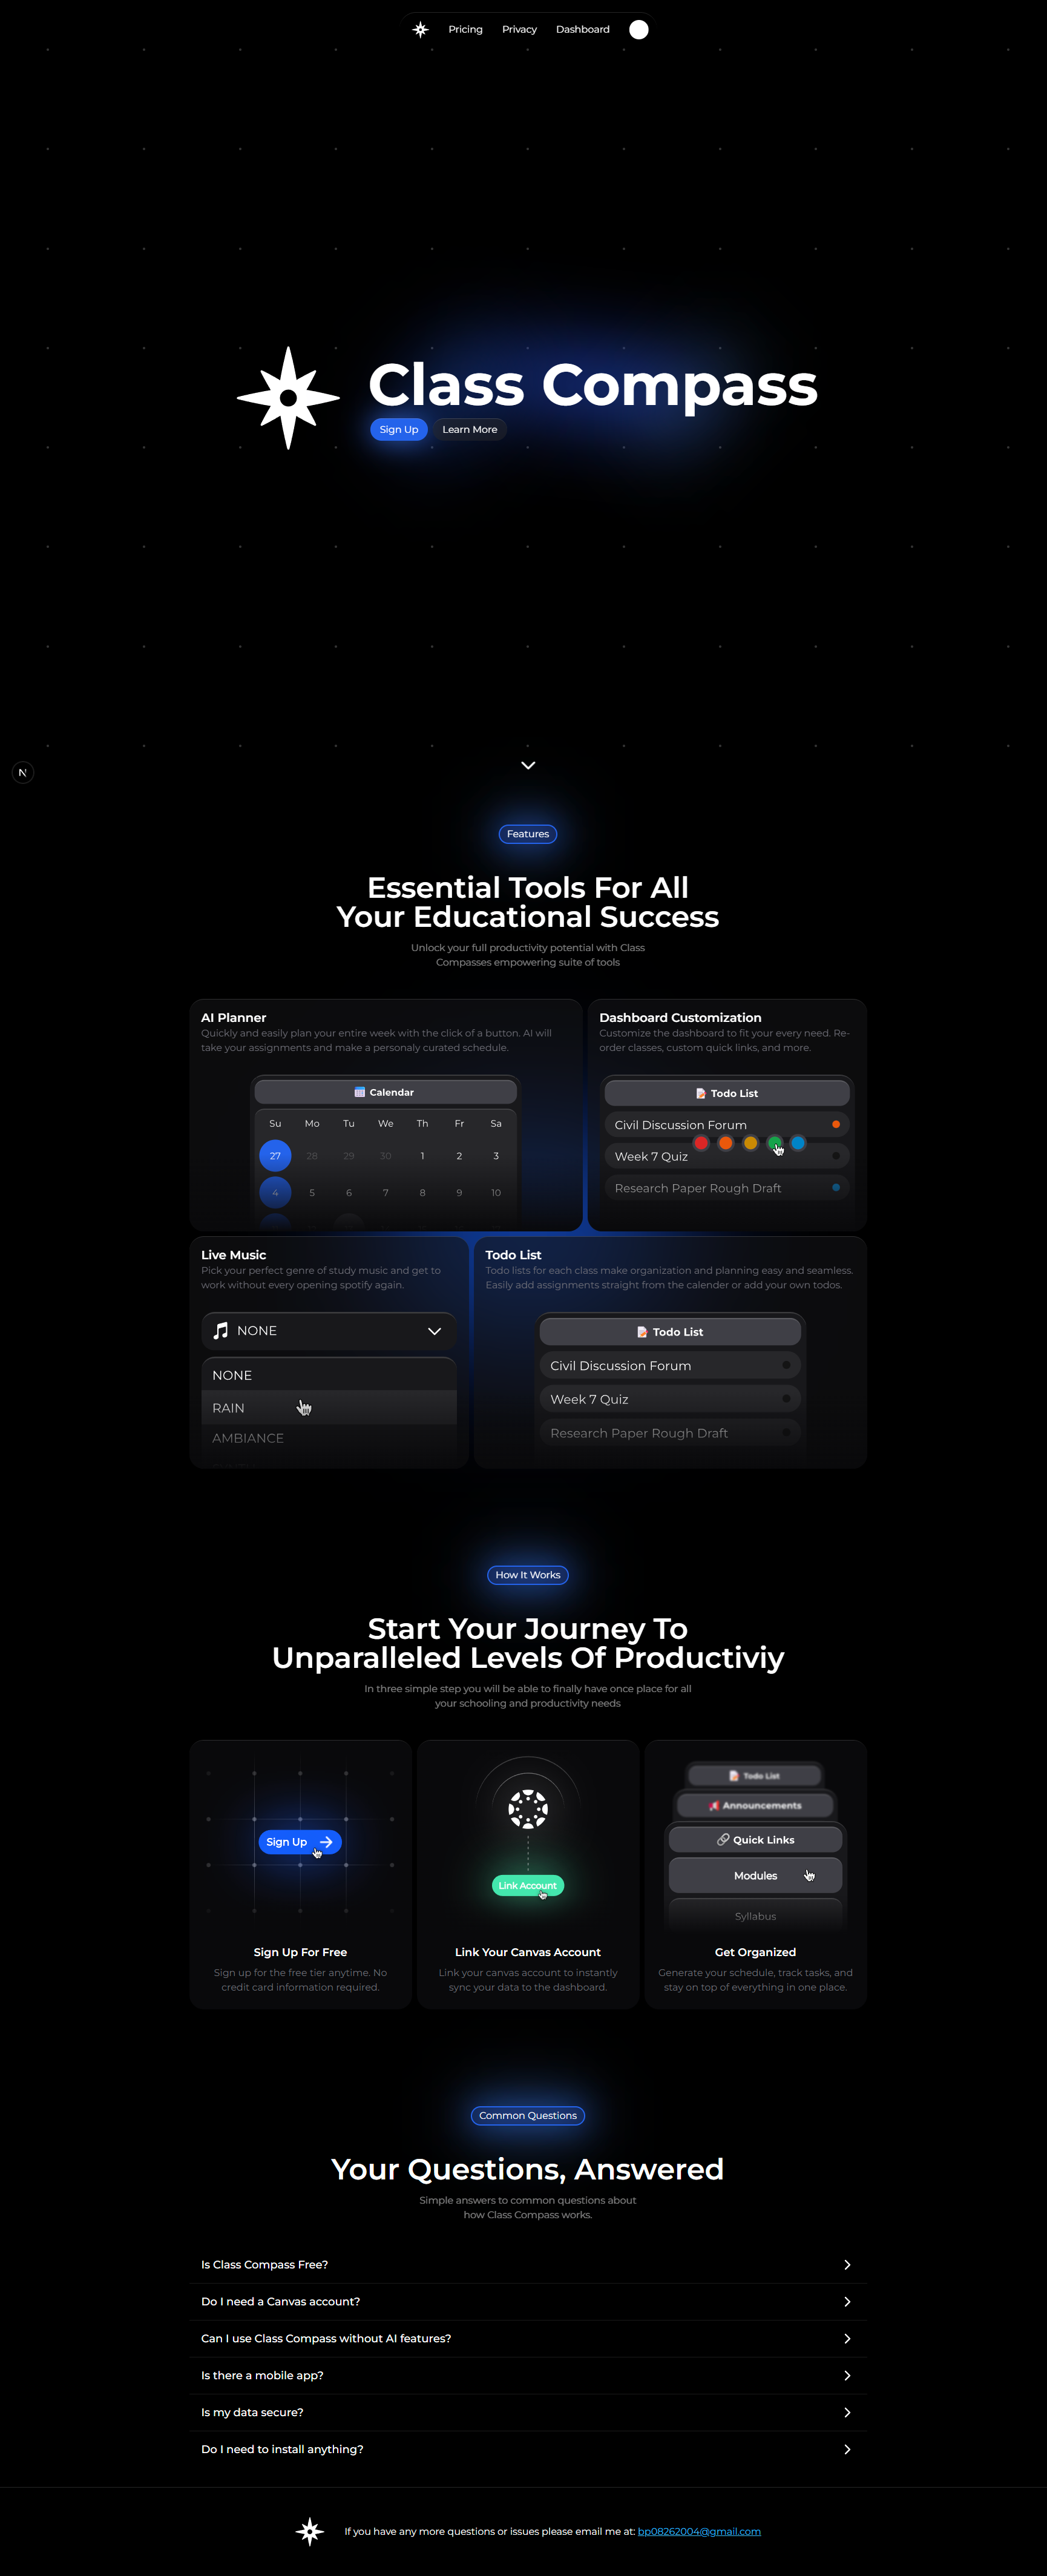 Pricing Privacy Dashboard
Class Compass
Sign Up Learn More
N
Features
Essential Tools For All
Your Educational Success
Unlock your full productivity potential with Class
Compasses empowering suite of tools
AI Planner
Quickly and easily plan your entire week with the click of a button. AI will
take your assignments and make a personaly curated schedule.
Calendar
Su Mo Tu We Th Fr Sa
27 28 29 30 1 2 3
4 5 6 7 8 9 10
Dashboard Customization
Customize the dashboard to fit your every need. Re-
order classes, custom quick links, and more.
Todo List
Civil Discussion Forum
Week 7 Quiz
Research Paper Rough Draft
Live Music
Pick your perfect genre of study music and get to
work without every opening spotify again.
NONE
NONE
RAIN
AMBIANCE
Todo List
Todo lists for each class make organization and planning easy and seamless.
Easily add assignments straight from the calender or add your own todos.
Todo List
Civil Discussion Forum
Week 7 Quiz
Research Paper Rough Draft
How It Works
Start Your Journey To
Unparalleled Levels Of Productiviy
In three simple step you will be able to finally have once place for all
your schooling and productivity needs
Sign Up
Sign Up For Free
Sign up for the free tier anytime. No
credit card information required.
Link Account
Link Your Canvas Account
Link your canvas account to instantly
sync your data to the dashboard.
Todo List
Announcements
Quick Links
Modules
Syllabus
Get Organized
Generate your schedule, track tasks, and
stay on top of everything in one place.
Common Questions
Your Questions, Answered
Simple answers to common questions about
how Class Compass works.
Is Class Compass Free?
Do I need a Canvas account?
Can I use Class Compass without AI features?
Is there a mobile app?
Is my data secure?
Do I need to install anything?
If you have any more questions or issues please email me at: bp08262004@gmail.com